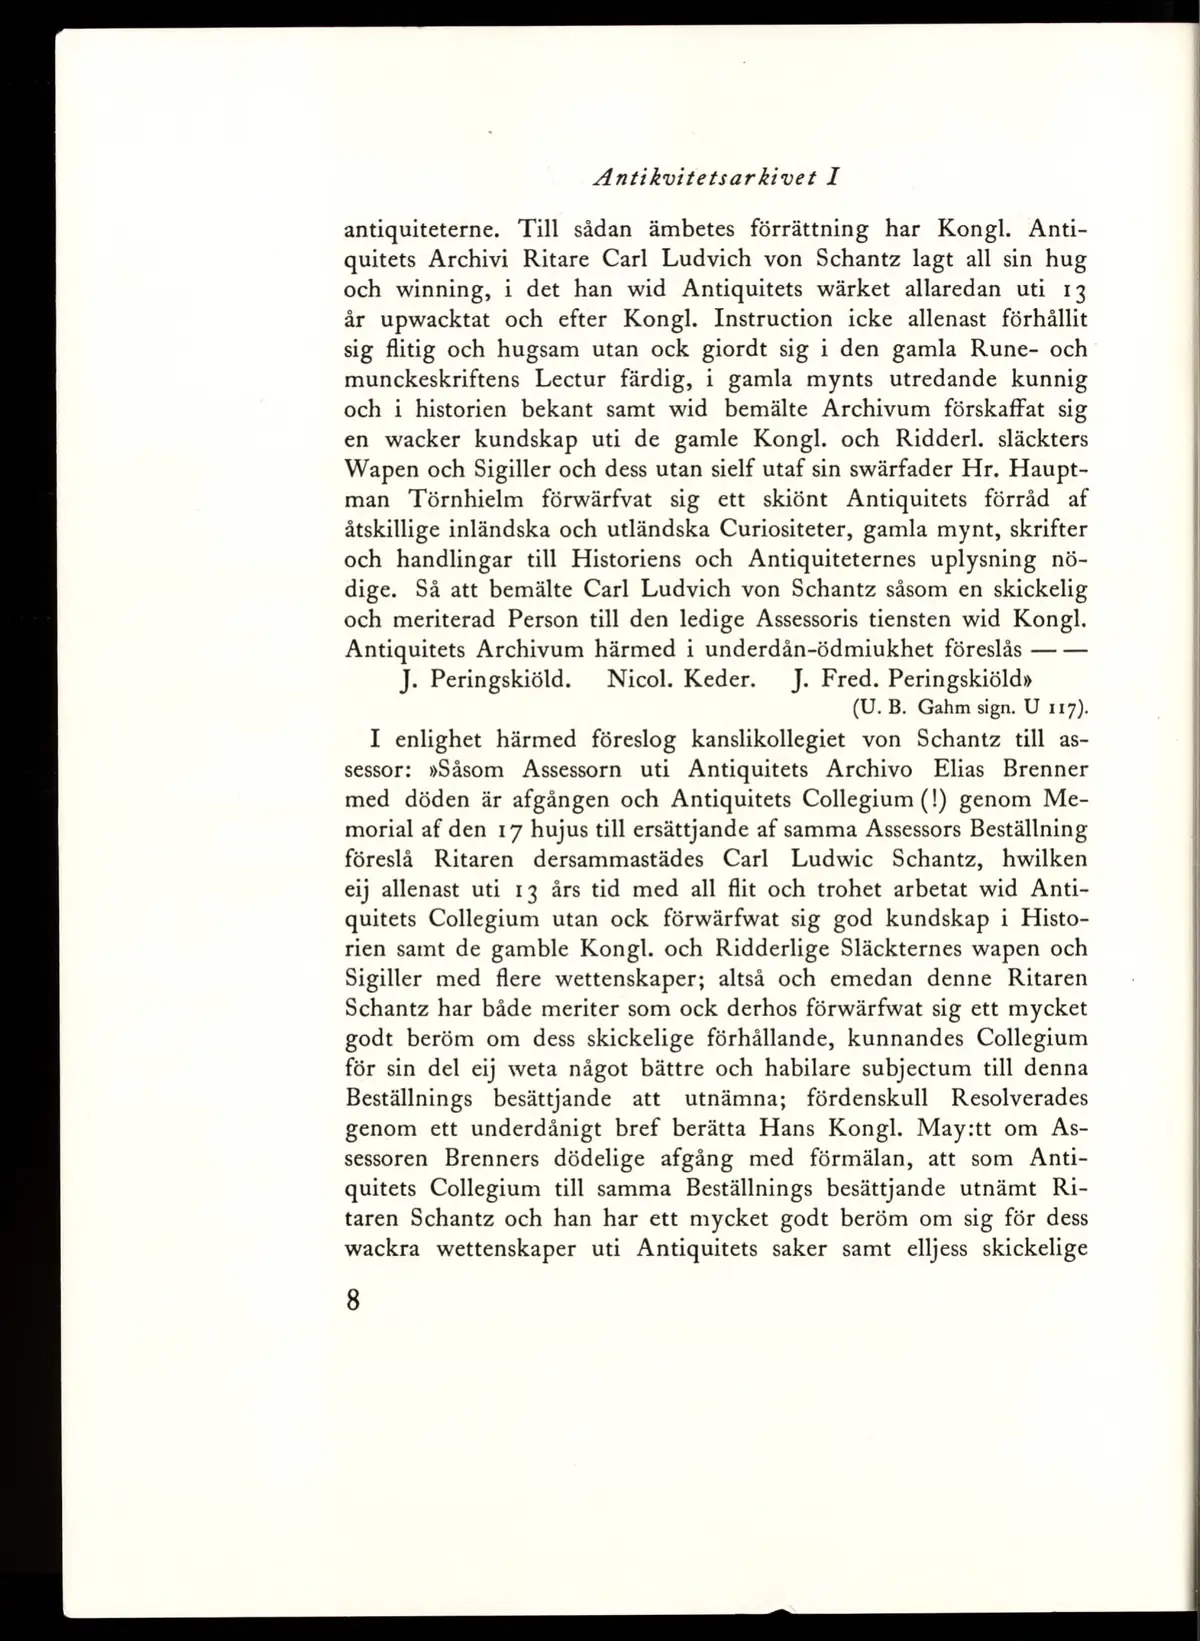 Antikvitetsarkivet I
antiquiteterne. Till sådan ämbetes förrättning har Kongl. Anti-
quitets Archivi Ritare Carl Ludvich von Schantz lagt all sin hug
och winning, i det han wid Antiquitets wärket allaredan uti 13
år upwacktat och efter Kongl. Instruction icke allenast förhållit
sig flitig och hugsam utan ock giordt sig i den gamla Rune- och
munckeskriftens Lectur färdig, i gamla mynts utredande kunnig
och i historien bekant samt wid bemälte Archivum förskaffat sig
en wacker kundskap uti de gamle Kongl. och Ridderl. släckters
Wapen och Sigiller och dess utan sielf utaf sin swärfader Hr. Haupt-
man Törnhielm förwärfvat sig ett skiönt Antiquitets förråd af
åtskillige inländska och utländska Curiositeter, gamla mynt, skrifter
och handlingar till Historiens och Antiquiteternes uplysning nö-
dige. Så att bemälte Carl Ludvich von Schantz såsom en skickelig
och meriterad Person till den ledige Assessoris tiensten wid Kongl.
Antiquitets Archivum härmed i underdån-ödmiukhet föreslås — —
J. Peringskiöld. Nicol. Keder. J. Fred. Peringskiöld»
(U. B. Gahm sign. U 117).
I enlighet härmed föreslog kanslikollegiet von Schantz till as-
sessor: »Såsom Assessorn uti Antiquitets Archivo Elias Brenner
med döden är afgången och Antiquitets Collegium (!) genom Me-
morial af den 17 hujus till ersättjande af samma Assessors Beställning
föreslå Ritaren dersammastädes Carl Ludwic Schantz, hwilken
eij allenast uti 13 års tid med all flit och trohet arbetat wid Anti-
quitets Collegium utan ock förwärfwat sig god kundskap i Histo-
rien samt de gamble Kongl. och Ridderlige Släckternes wapen och
Sigiller med flere wettenskaper; altså och emedan denne Ritaren
Schantz har både meriter som ock derhos förwärfwat sig ett mycket
godt beröm om dess skickelige förhållande, kunnandes Collegium
för sin del eij weta något bättre och habilare subjectum till denna
Beställnings besättjande att utnämna; fördenskull Resolverades
genom ett underdånigt bref berätta Hans Kongl. May:tt om As-
sessoren Brenners dödelige afgång med förmälan, att som Anti-
quitets Collegium till samma Beställnings besättjande utnämt Ri-
taren Schantz och han har ett mycket godt beröm om sig för dess
wackra wettenskaper uti Antiquitets saker samt elljess skickelige
8